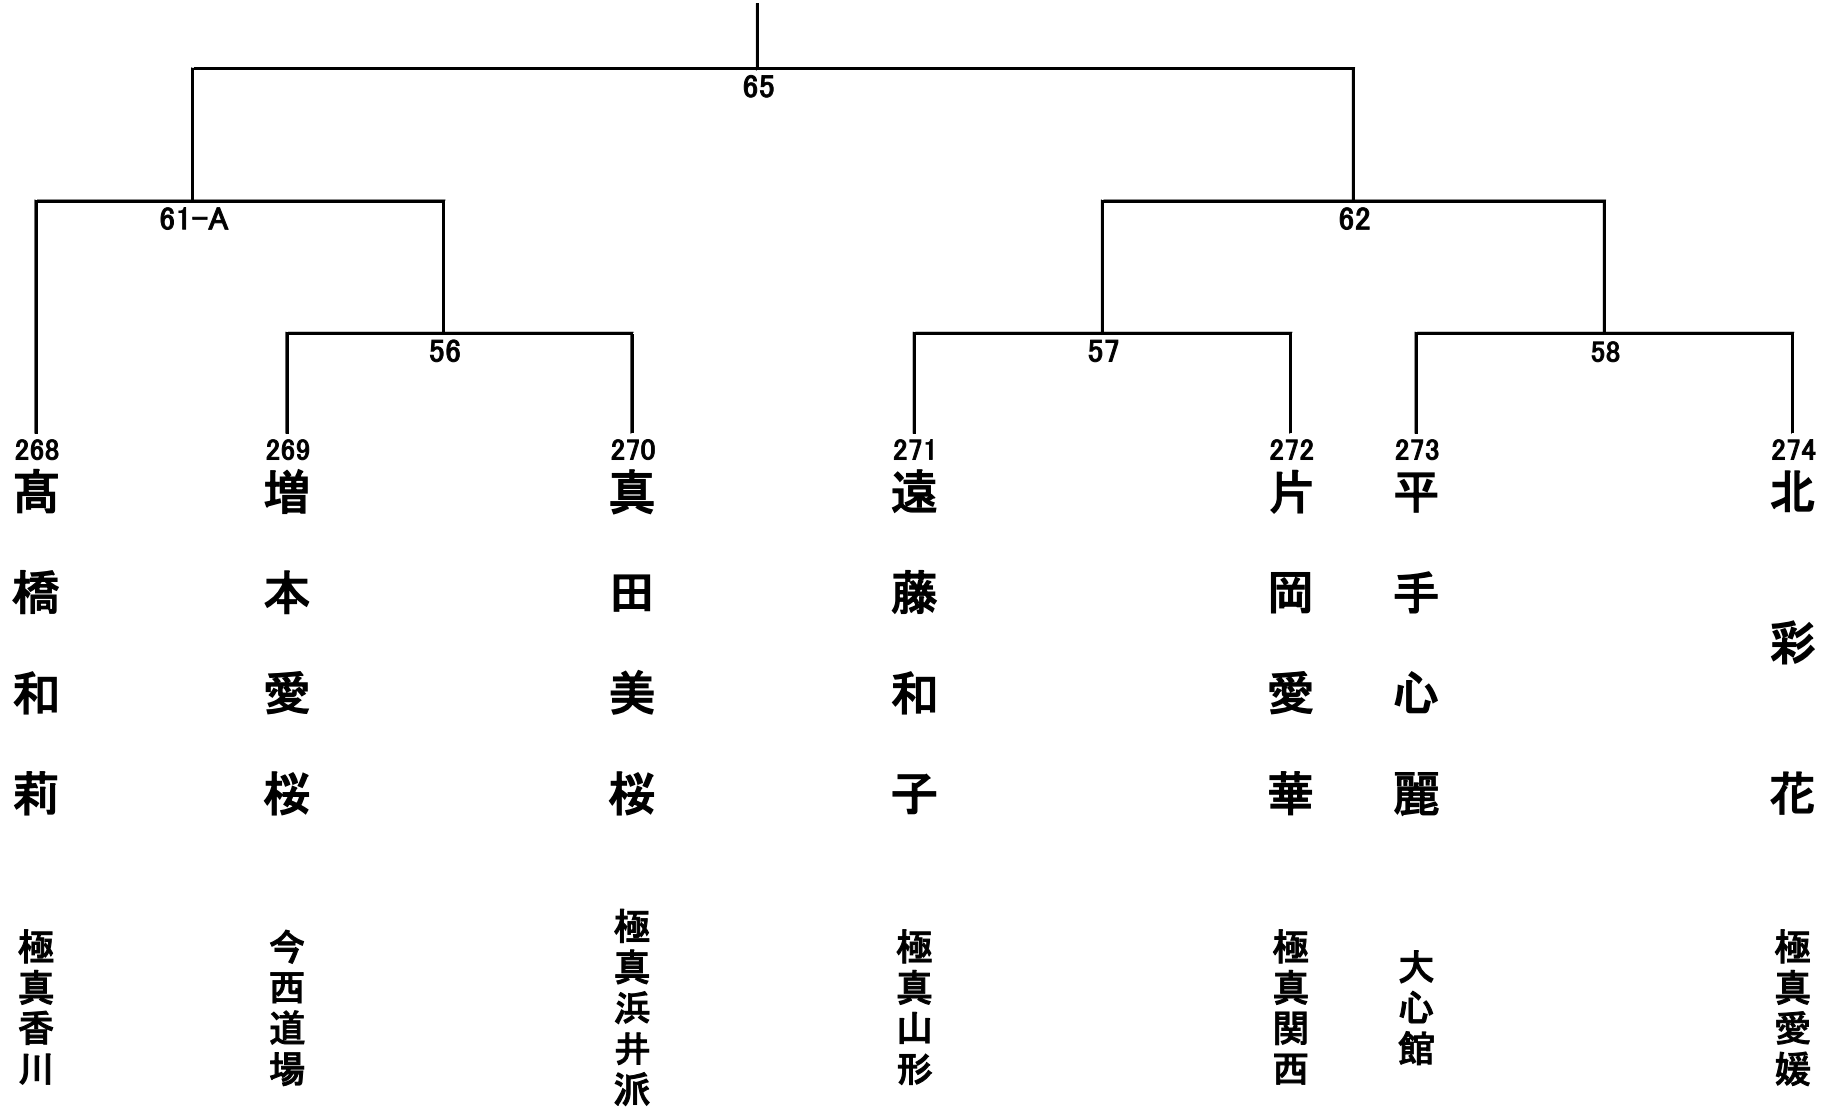 65
61-A
62
56
57
58
268
269
270
271
272
273
274
髙橋和莉
増本愛桜
真田美桜
遠藤和子
片岡愛華
平手心麗
北彩花
極真香川
今西道場
極真浜井派
極真山形
極真関西
大心館
極真愛媛